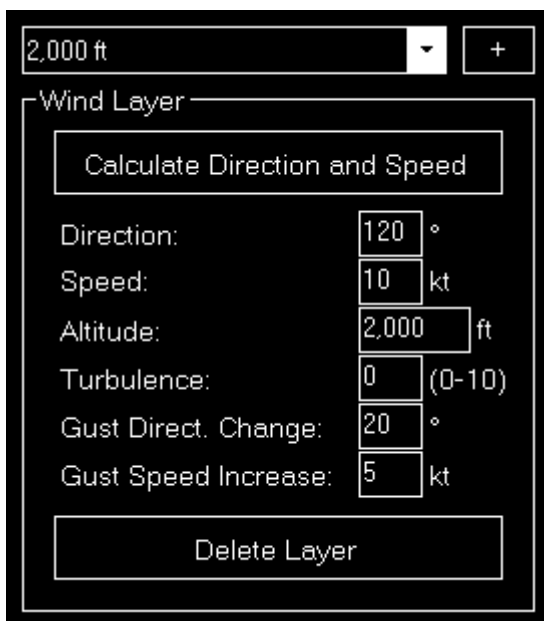 2,000 ft
+
Wind Layer
Calculate Direction and Speed
Direction: 120 °
Speed: 10 kt
Altitude: 2,000 ft
Turbulence: 0 (0-10)
Gust Direct. Change: 20 °
Gust Speed Increase: 5 kt
Delete Layer